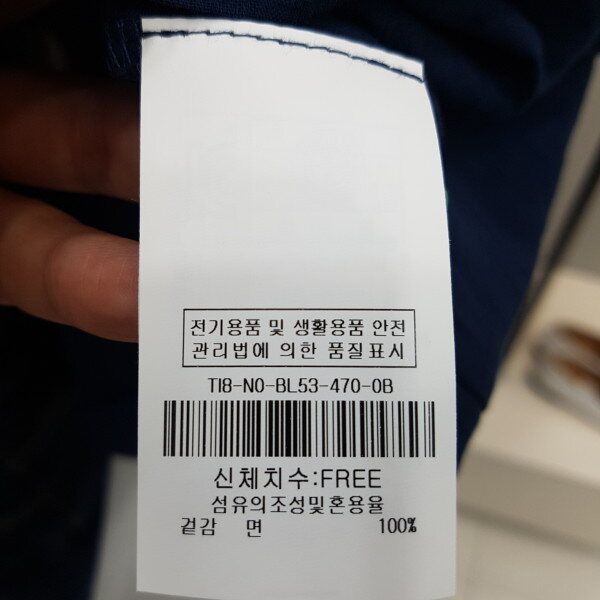 전기용품 및 생활용품 안전
관리법에 의한 품질표시
TI8-N0-BL53-470-0B
신체치수:FREE
섬유의조성및혼용율
겉감 면 100%